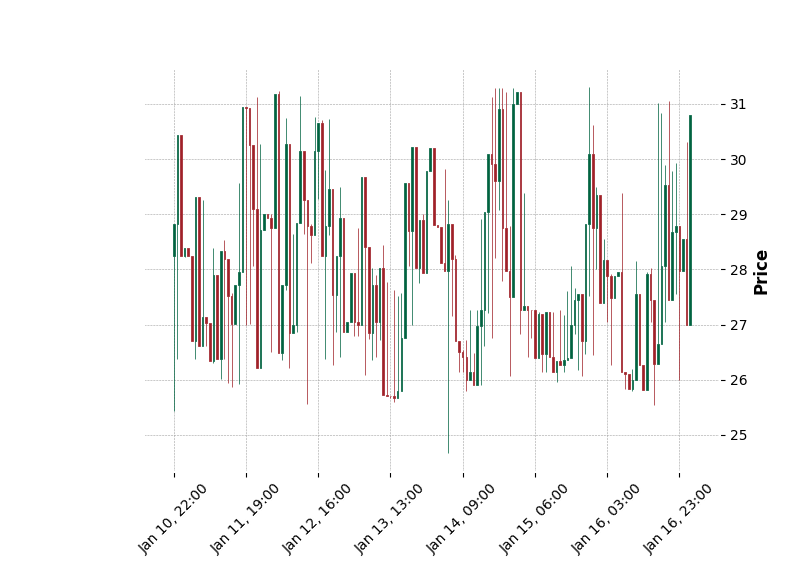 31
30
29
28
27
26
25
Price
Jan 10, 22:00
Jan 11, 19:00
Jan 12, 16:00
Jan 13, 13:00
Jan 14, 09:00
Jan 15, 06:00
Jan 16, 03:00
Jan 16, 23:00